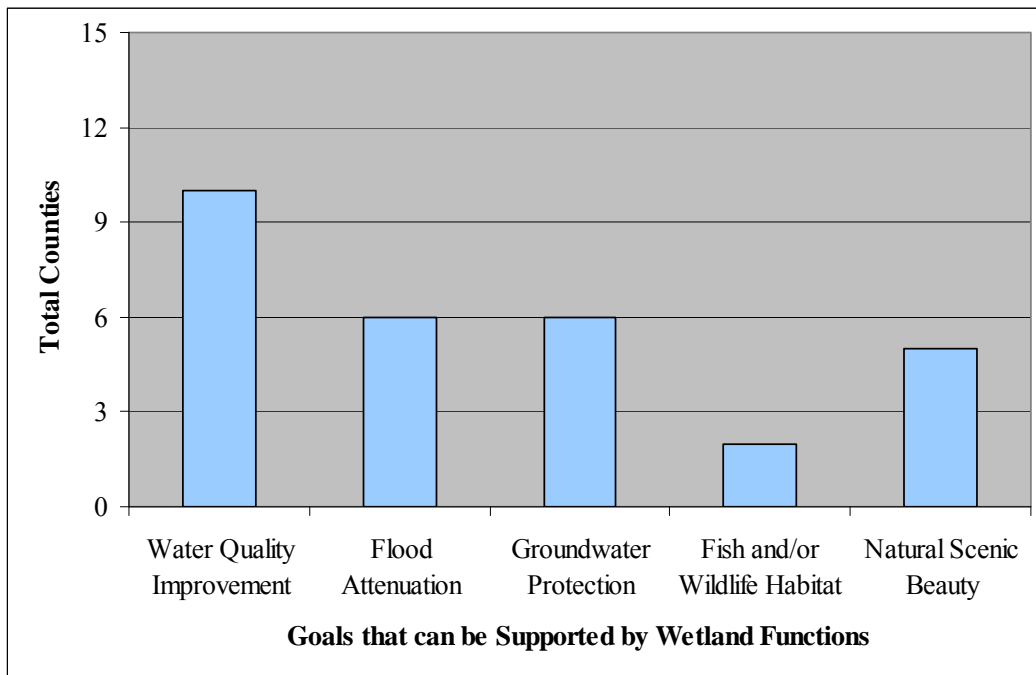 15
12
9
6
3
0
Total Counties
Water Quality
Improvement
Flood
Attenuation
Groundwater
Protection
Fish and/or
Wildlife Habitat
Natural Scenic
Beauty
Goals that can be Supported by Wetland Functions